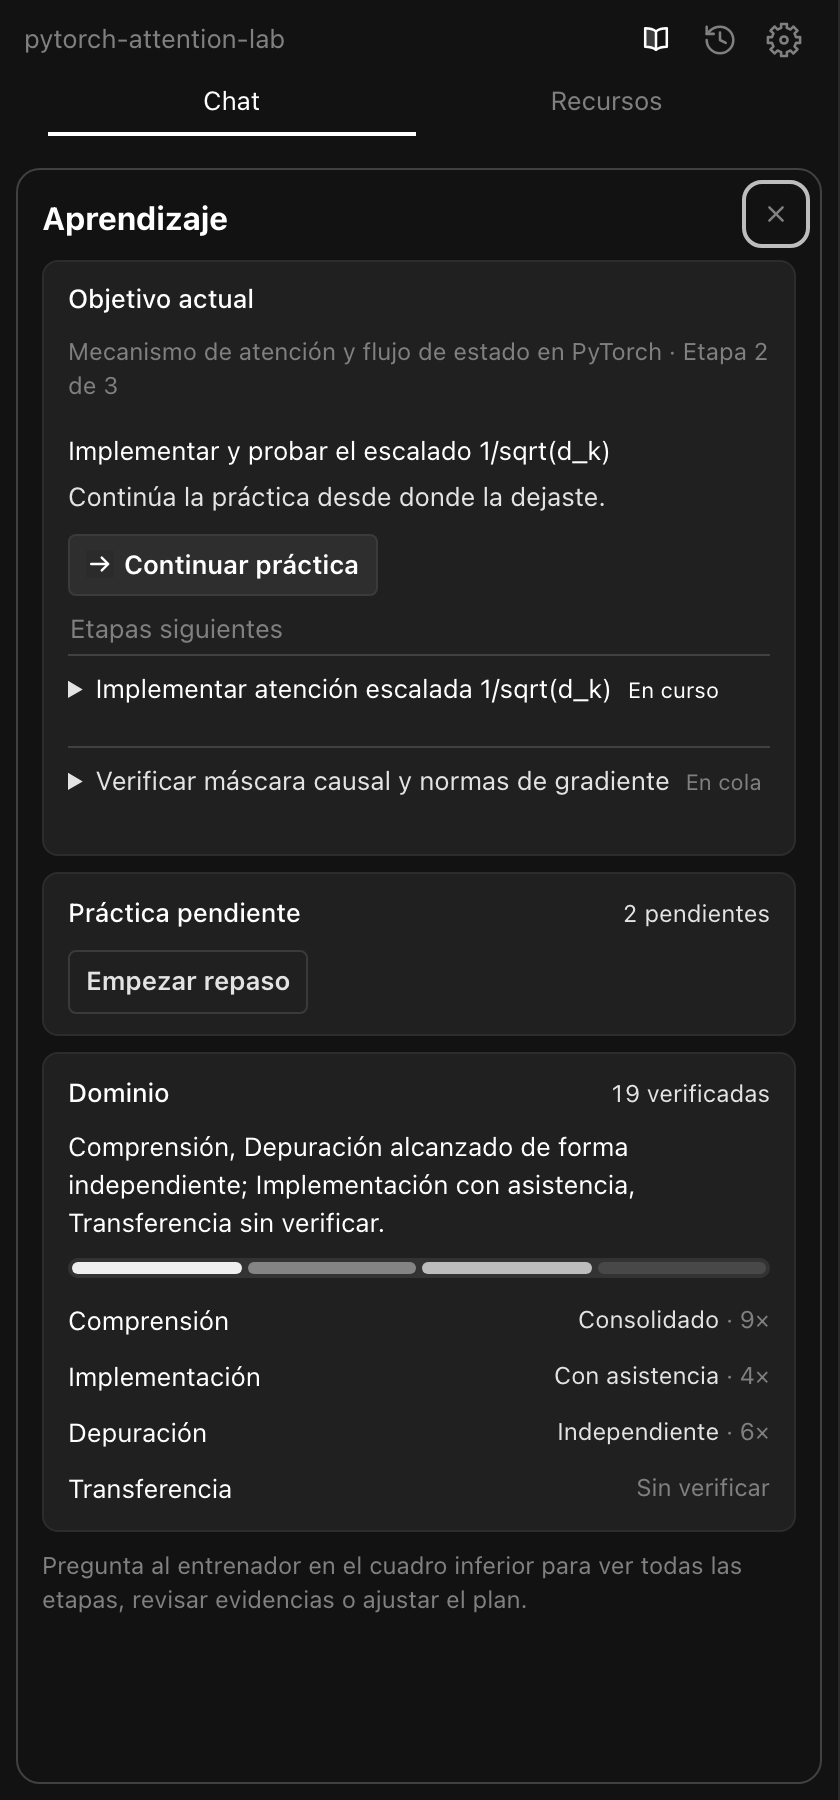 pytorch-attention-lab
Chat
Recursos
Aprendizaje
Objetivo actual
Mecanismo de atención y flujo de estado en PyTorch · Etapa 2
de 3
Implementar y probar el escalado 1/sqrt(d_k)
Continúa la práctica desde donde la dejaste.
→ Continuar práctica
Etapas siguientes
Implementar atención escalada 1/sqrt(d_k) En curso
Verificar máscara causal y normas de gradiente En cola
Práctica pendiente 2 pendientes
Empezar repaso
Dominio 19 verificadas
Comprensión, Depuración alcanzado de forma
independiente; Implementación con asistencia,
Transferencia sin verificar.
Comprensión Consolidado · 9×
Implementación Con asistencia · 4×
Depuración Independiente · 6×
Transferencia Sin verificar
Pregunta al entrenador en el cuadro inferior para ver todas las
etapas, revisar evidencias o ajustar el plan.